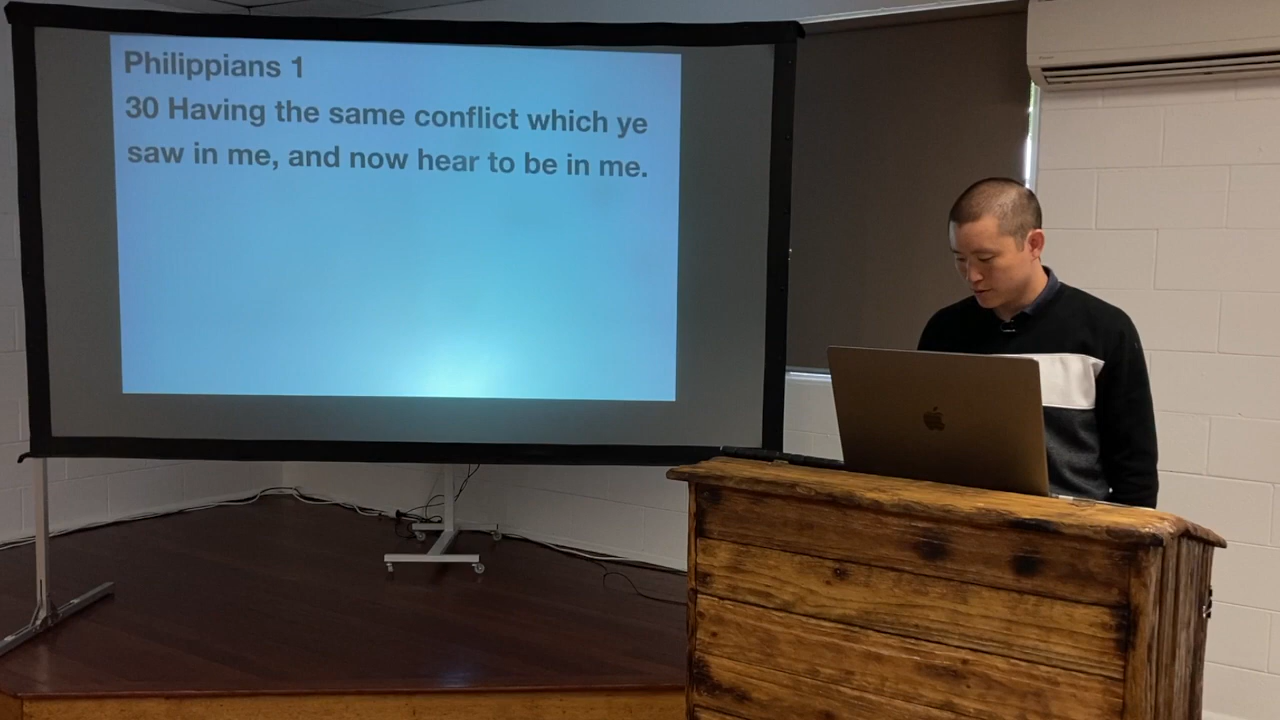 Philippians 1
30 Having the same conflict which ye
saw in me, and now hear to be in me.